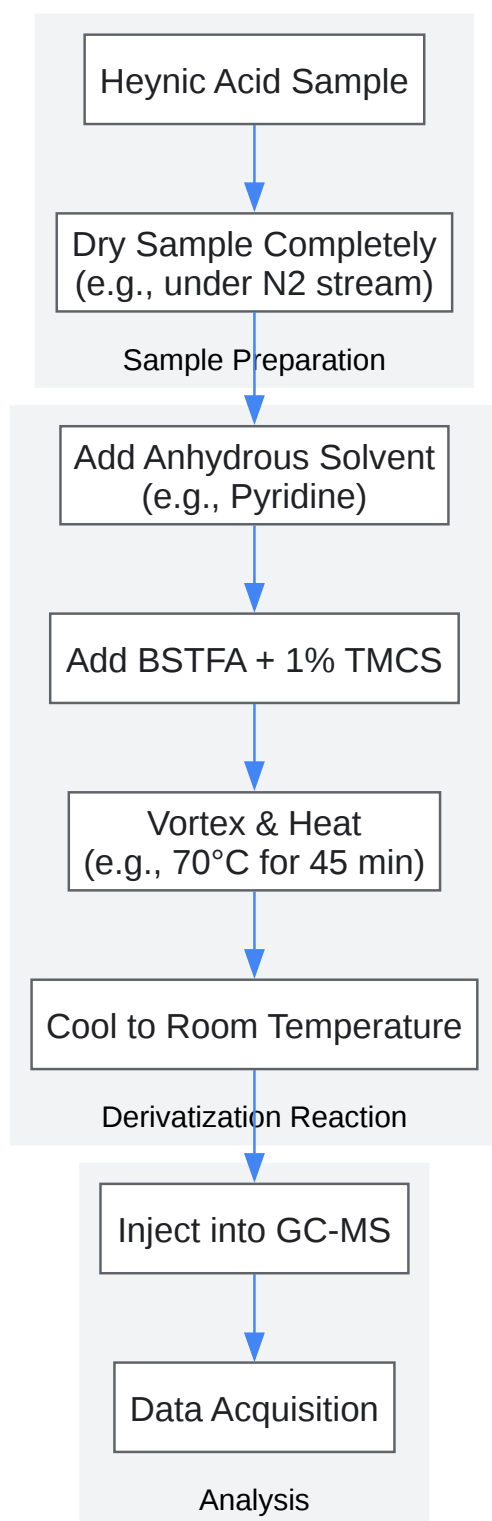 Heynic Acid Sample
Dry Sample Completely
(e.g., under N2 stream)
Sample Preparation
Add Anhydrous Solvent
(e.g., Pyridine)
Add BSTFA + 1% TMCS
Vortex & Heat
(e.g., 70°C for 45 min)
Cool to Room Temperature
Derivatization Reaction
Inject into GC-MS
Data Acquisition
Analysis